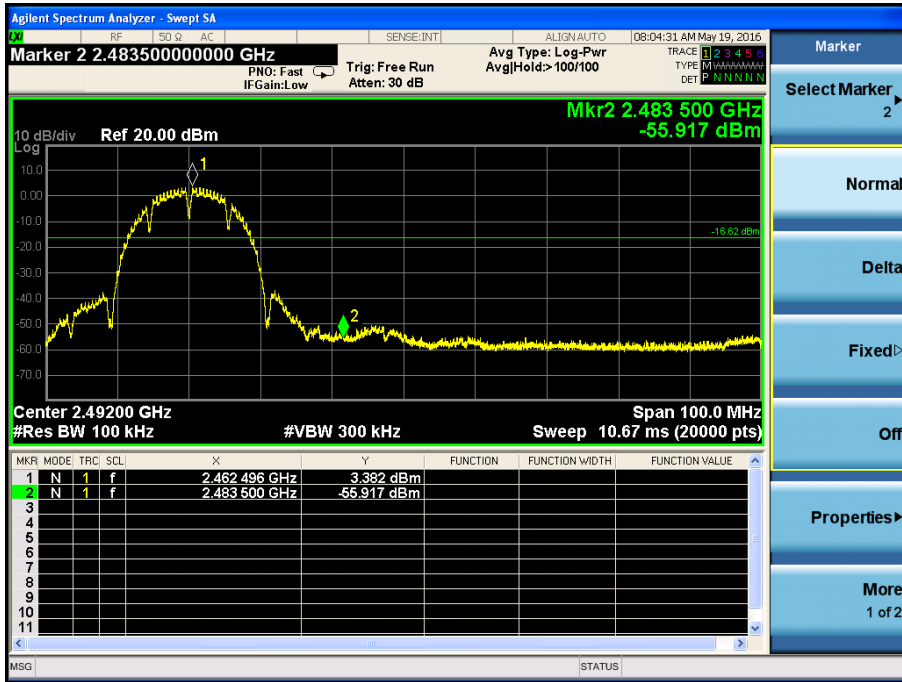 Agilent Spectrum Analyzer - Swept SA
LXI RF 50 Ω AC SENSE:INT ALIGN AUTO 08:04:31 AM May 19, 2016
Marker 2 2.483500000000 GHz
PNO: Fast
IFGain:Low
Trig: Free Run
Atten: 30 dB
Avg Type: Log-Pwr
Avg|Hold:>100/100
TRACE 1 2 3 4 5 6
TYPE M WWWWW
DET P N N N N N
Mkr2 2.483 500 GHz
-55.917 dBm
10 dB/div Ref 20.00 dBm
Log
10.0
0.00
-10.0
-20.0
-30.0
-40.0
-50.0
-60.0
-70.0
1
-16.62 dBm
2
Center 2.49200 GHz Span 100.0 MHz
#Res BW 100 kHz #VBW 300 kHz Sweep 10.67 ms (20000 pts)
MKR MODE TRC SCL X Y FUNCTION FUNCTION WIDTH FUNCTION VALUE
1 N 1 f 2.462 496 GHz 3.382 dBm
2 N 1 f 2.483 500 GHz -55.917 dBm
3
4
5
6
7
8
9
10
11
MSG STATUS
Marker
Select Marker
2
Normal
Delta
Fixed
Off
Properties
More
1 of 2